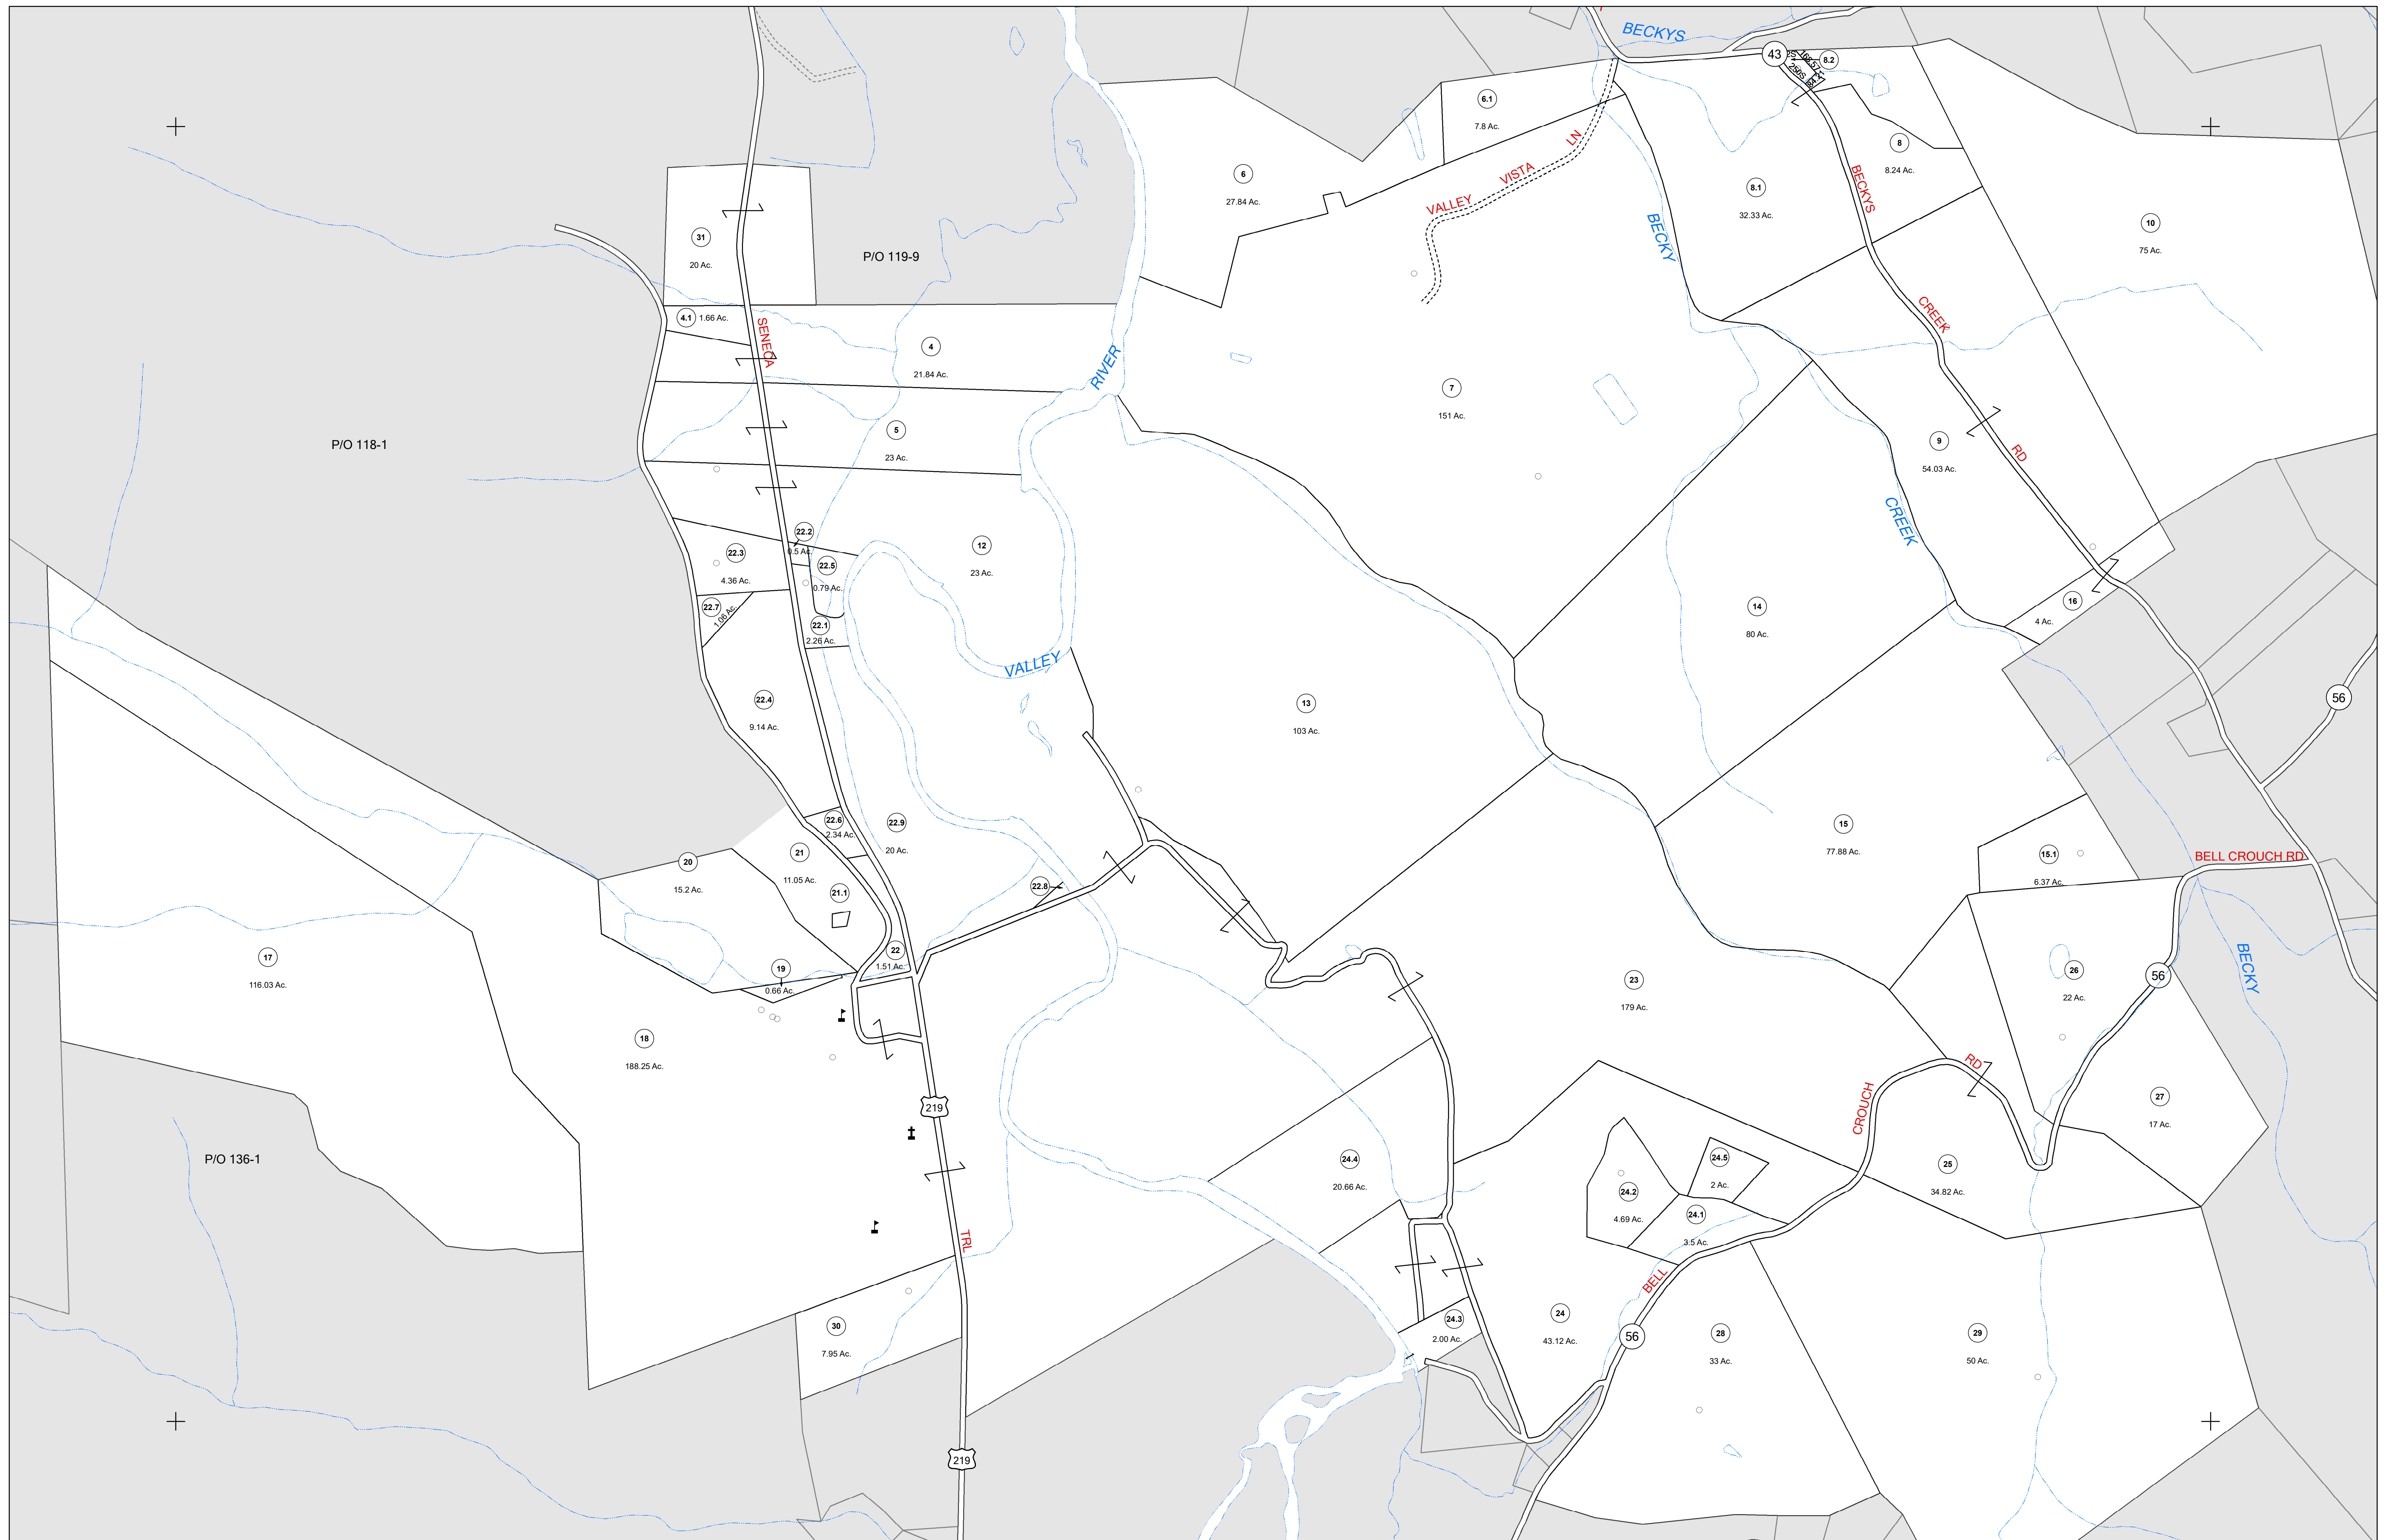 BECKYS
43
8.2
168.57
250S
6.1
7.8 Ac.
LN
VISTA
VALLEY
6
27.84 Ac.
8
8.24 Ac.
8.1
32.33 Ac.
BECKYS
BECKY
10
75 Ac.
31
20 Ac.
P/O 119-9
4.1
1.66 Ac.
SENECA
4
21.84 Ac.
RIVER
CREEK
7
151 Ac.
5
23 Ac.
P/O 118-1
9
54.03 Ac.
RD
CREEK
22.2
0.5 Ac.
22.3
4.36 Ac.
22.5
0.79 Ac.
12
23 Ac.
22.7
1.06 Ac.
22.1
2.26 Ac.
14
80 Ac.
16
4 Ac.
VALLEY
22.4
9.14 Ac.
13
103 Ac.
56
22.6
2.34 Ac.
22.9
20 Ac.
15
77.88 Ac.
15.1
6.37 Ac.
BELL CROUCH RD
20
15.2 Ac.
21
11.05 Ac.
21.1
22.8
22
1.51 Ac.
17
116.03 Ac.
19
0.66 Ac.
23
179 Ac.
26
22 Ac.
56
BECKY
18
188.25 Ac.
219
RD
CROUCH
27
17 Ac.
P/O 136-1
24.4
20.66 Ac.
24.5
2 Ac.
24.2
4.69 Ac.
24.1
3.5 Ac.
25
34.82 Ac.
TRL
BELL
30
7.95 Ac.
24.3
2.00 Ac.
24
43.12 Ac.
56
28
33 Ac.
29
50 Ac.
219